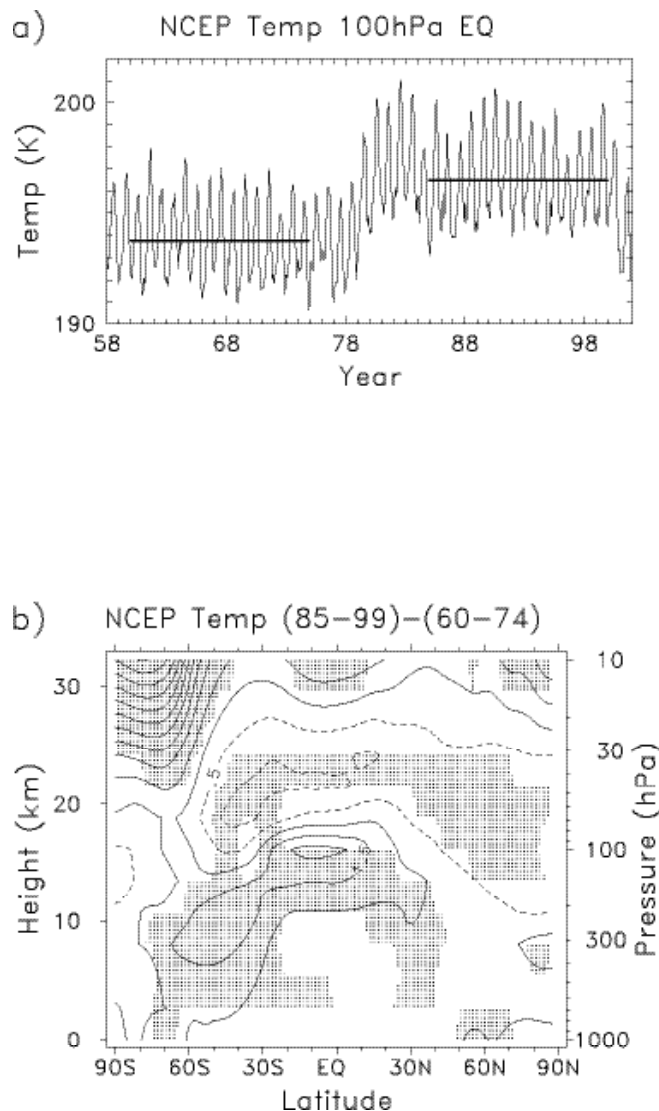 a) NCEP Temp 100hPa EQ
200
Temp (K)
190
58 68 78 88 98
Year
b) NCEP Temp (85-99)-(60-74)
30 10
30
20
100
Height (km) Pressure (hPa)
10 300
0 1000
90S 60S 30S EQ 30N 60N 90N
Latitude